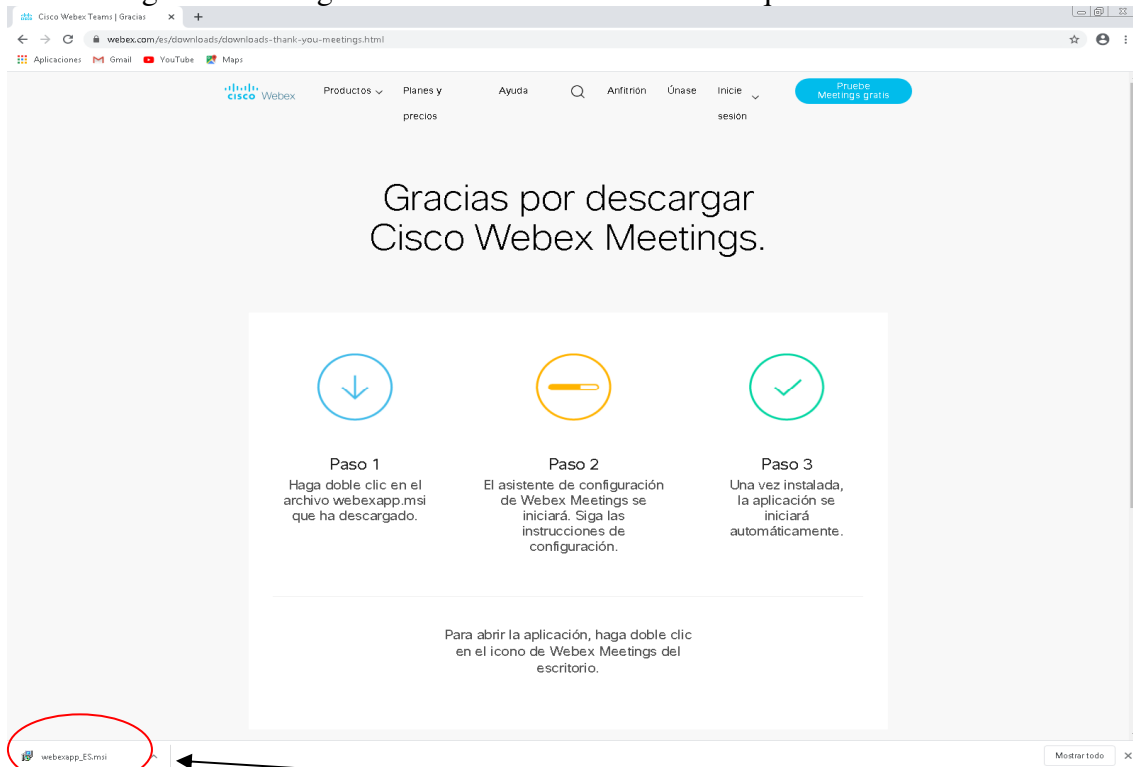 Cisco Webex Teams | Gracias
webex.com/es/downloads/downloads-thank-you-meetings.html
Aplicaciones Gmail YouTube Maps
cisco Webex Productos Planes y precios Ayuda Anfitrión Únase Inicie sesión Pruebe Meetings gratis
Gracias por descargar
Cisco Webex Meetings.
Paso 1
Haga doble clic en el
archivo webexapp.msi
que ha descargado.
Paso 2
El asistente de configuración
de Webex Meetings se
iniciará. Siga las
instrucciones de
configuración.
Paso 3
Una vez instalada,
la aplicación se
iniciará
automáticamente.
Para abrir la aplicación, haga doble clic
en el icono de Webex Meetings del
escritorio.
webexapp_ES.msi
Mostrar todo